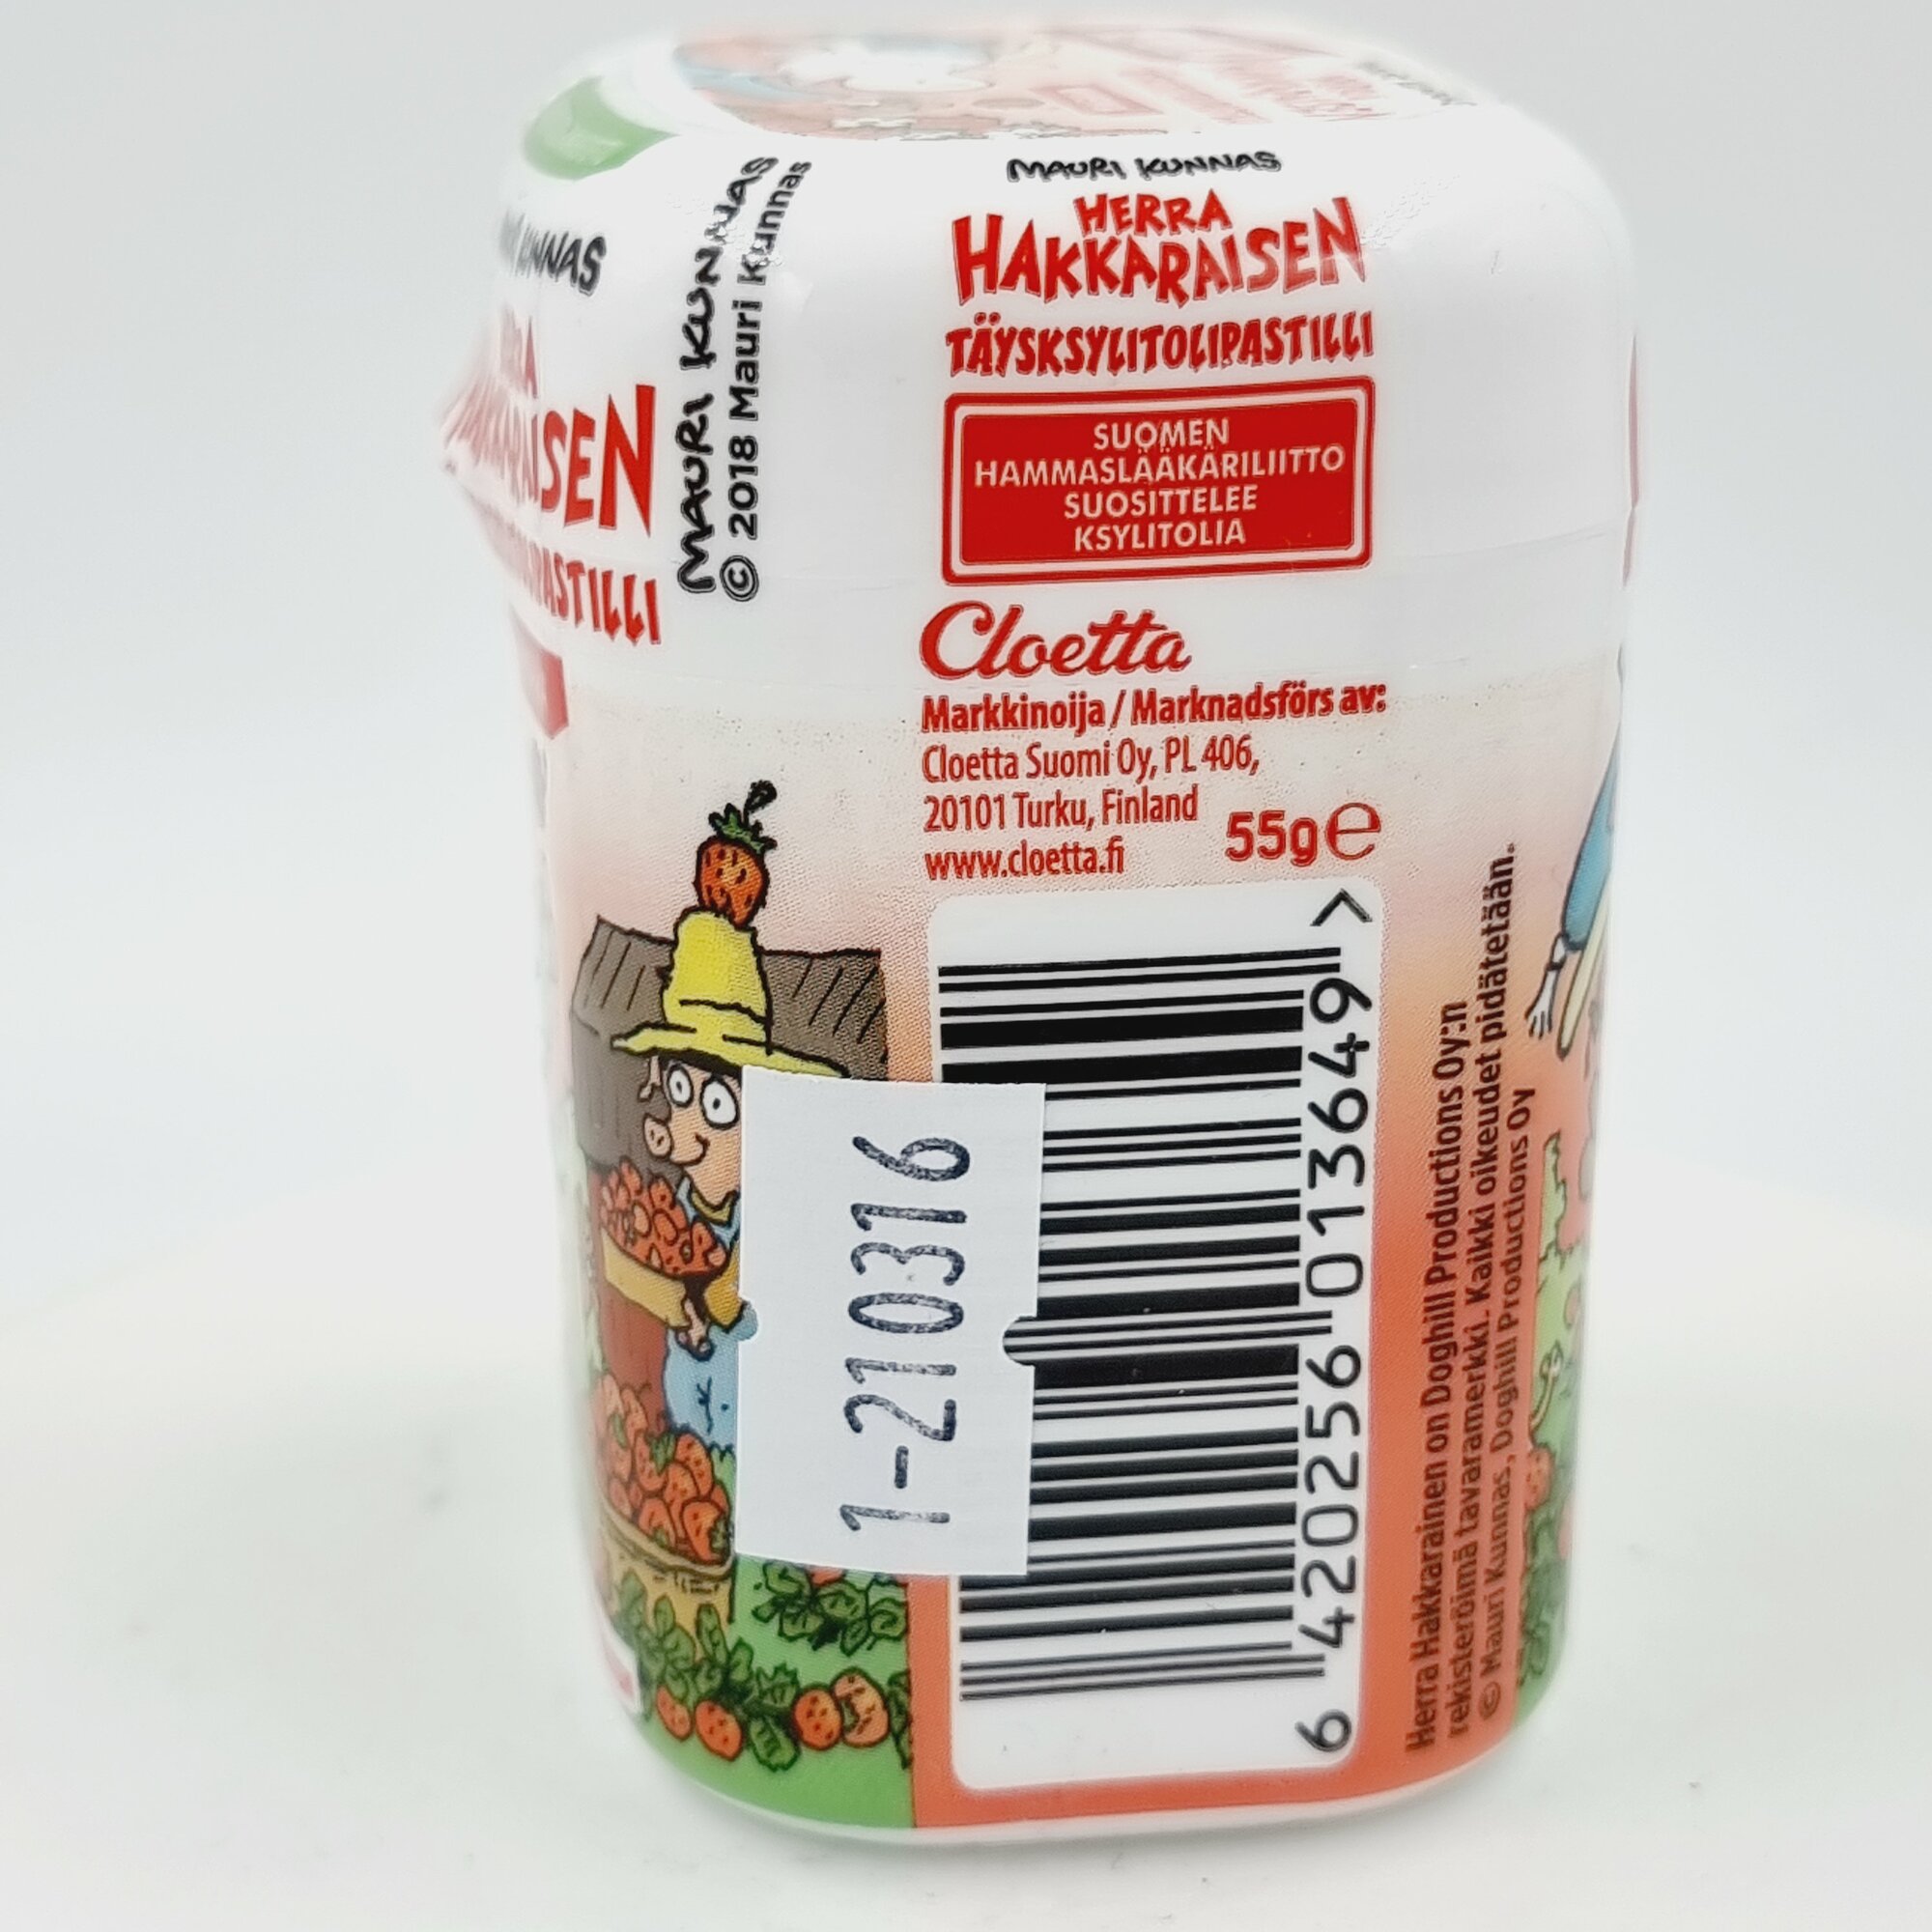 MAURI KUNNAS
HERRA
HAKKARAISEN
TÄYSKSYLITOLIPASTILLI
SUOMEN
HAMMASLÄÄKÄRILIITTO
SUOSITTELEE
KSYLITOLIA
Cloetta
Markkinoija / Marknadsförs av:
Cloetta Suomi Oy, PL 406,
20101 Turku, Finland
www.cloetta.fi
55g℮
6 420256 013649 >
1-210316
MAURI KUNNAS
© 2018 Mauri Kunnas
Herra Hakkarainen on Doghill Productions Oy:n
rekisteröimä tavaramerkki. Kaikki oikeudet pidätetään.
© Mauri Kunnas, Doghill Productions Oy